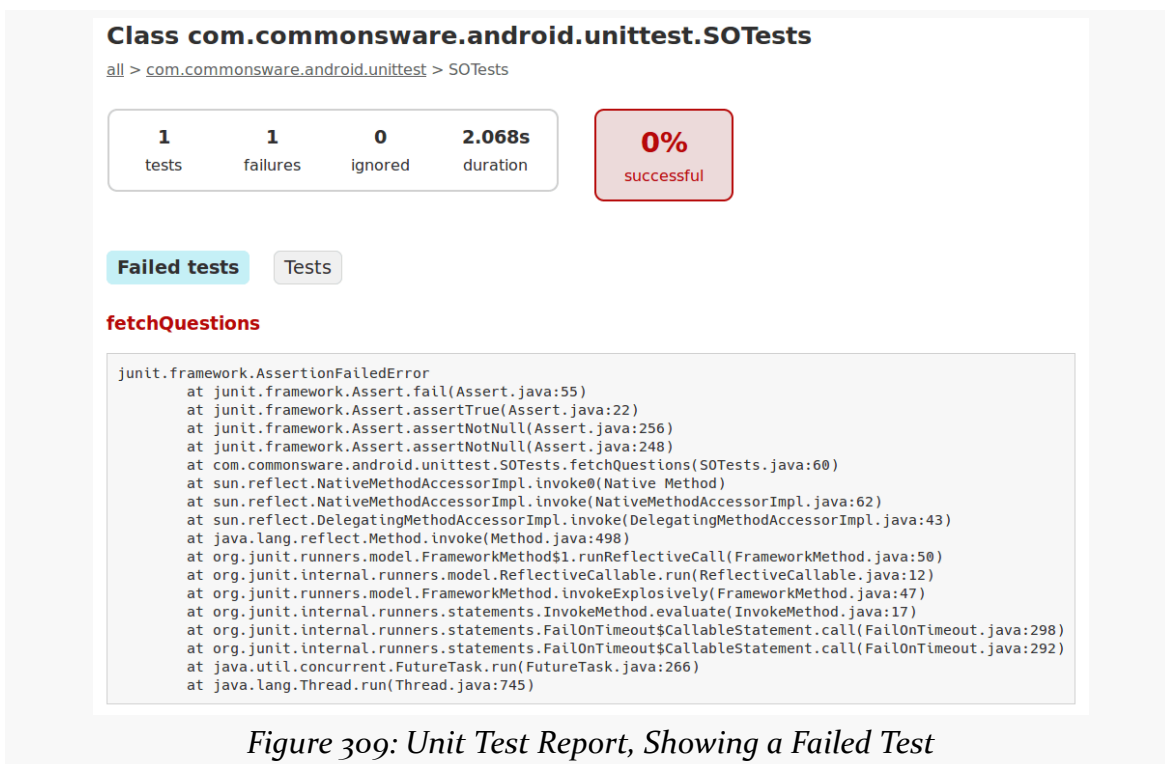 Class com.commonsware.android.unittest.SOTests
all > com.commonsware.android.unittest > SOTests
1 1 0 2.068s 0%
tests failures ignored duration successful
Failed tests Tests
fetchQuestions
junit.framework.AssertionFailedError
at junit.framework.Assert.fail(Assert.java:55)
at junit.framework.Assert.assertTrue(Assert.java:22)
at junit.framework.Assert.assertNotNull(Assert.java:256)
at junit.framework.Assert.assertNotNull(Assert.java:248)
at com.commonsware.android.unittest.SOTests.fetchQuestions(SOTests.java:60)
at sun.reflect.NativeMethodAccessorImpl.invoke0(Native Method)
at sun.reflect.NativeMethodAccessorImpl.invoke(NativeMethodAccessorImpl.java:62)
at sun.reflect.DelegatingMethodAccessorImpl.invoke(DelegatingMethodAccessorImpl.java:43)
at java.lang.reflect.Method.invoke(Method.java:498)
at org.junit.runners.model.FrameworkMethod$1.runReflectiveCall(FrameworkMethod.java:50)
at org.junit.internal.runners.model.ReflectiveCallable.run(ReflectiveCallable.java:12)
at org.junit.runners.model.FrameworkMethod.invokeExplosively(FrameworkMethod.java:47)
at org.junit.internal.runners.statements.InvokeMethod.evaluate(InvokeMethod.java:17)
at org.junit.internal.runners.statements.FailOnTimeout$CallableStatement.call(FailOnTimeout.java:298)
at org.junit.internal.runners.statements.FailOnTimeout$CallableStatement.call(FailOnTimeout.java:292)
at java.util.concurrent.FutureTask.run(FutureTask.java:266)
at java.lang.Thread.run(Thread.java:745)
Figure 309: Unit Test Report, Showing a Failed Test